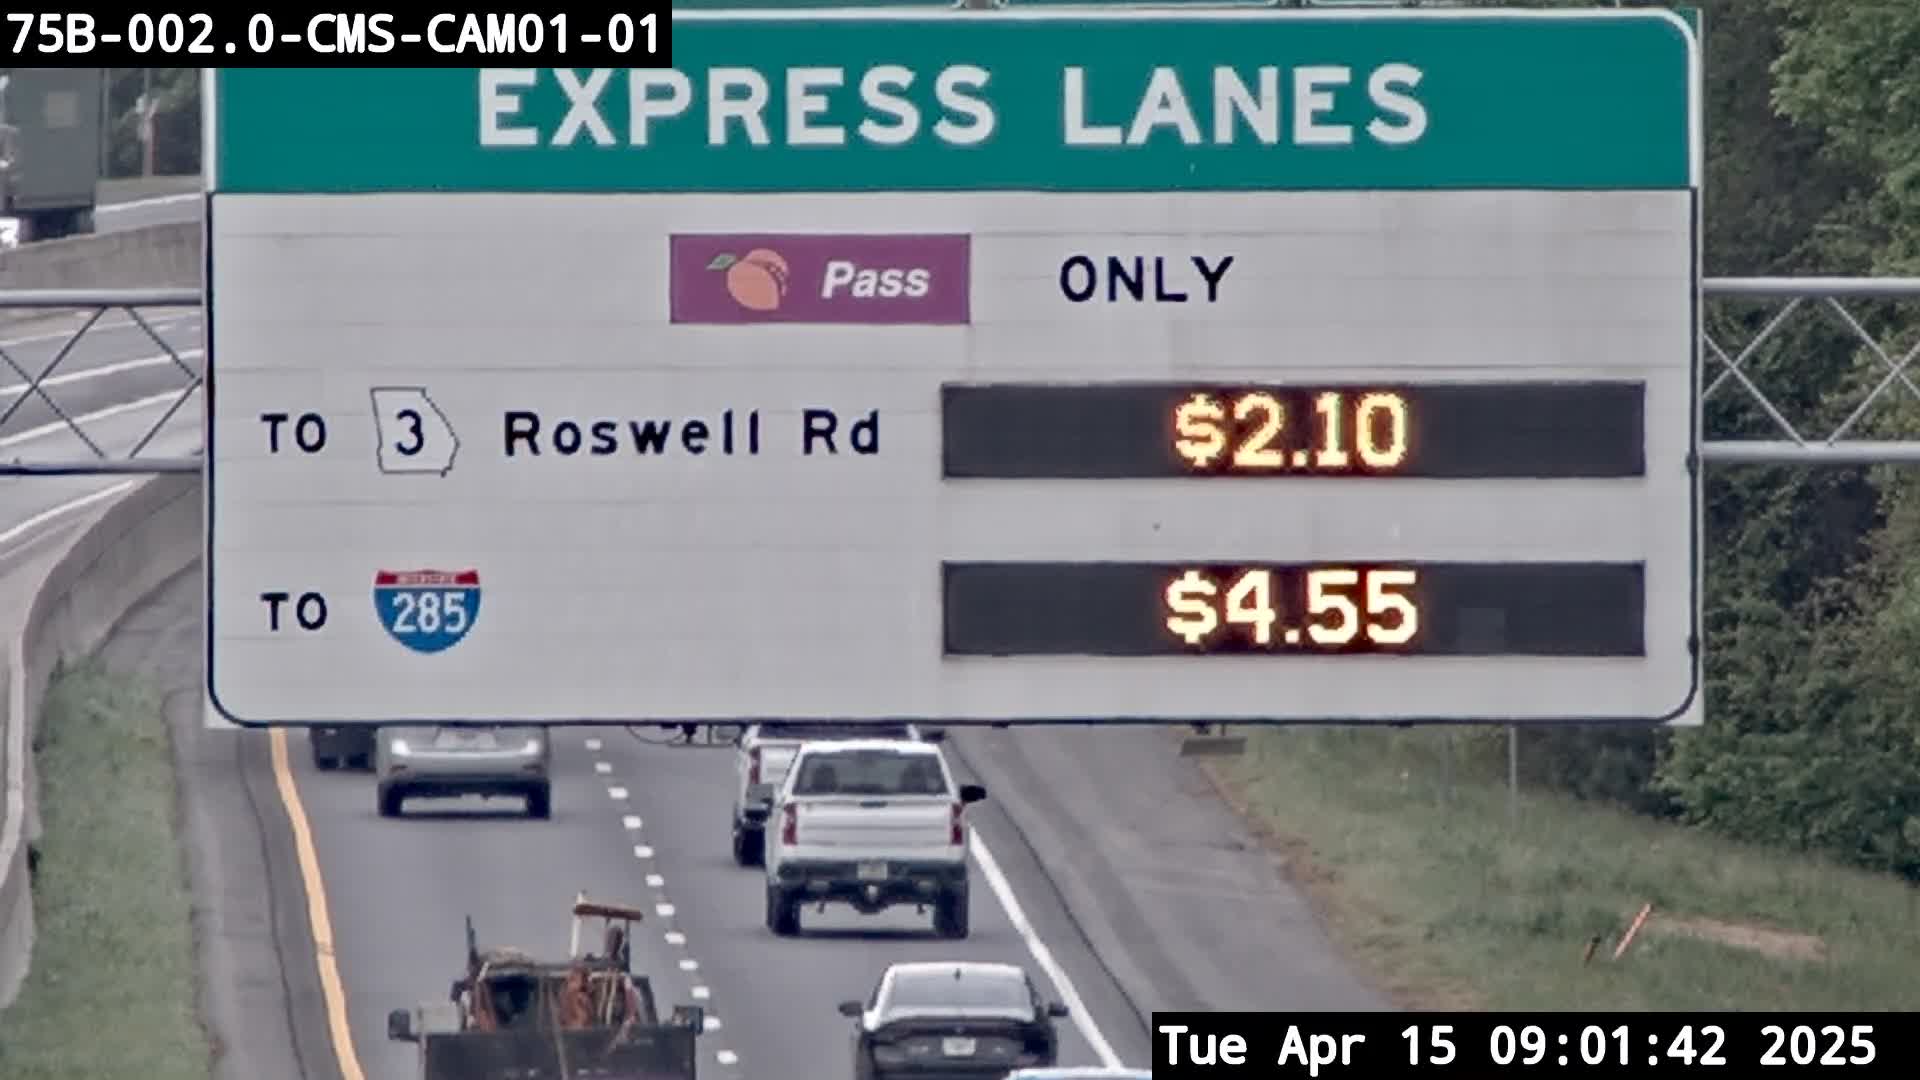 75B-002.0-CMS-CAM01-01
EXPRESS LANES
Pass ONLY
TO 3 Roswell Rd $2.10
TO 285 $4.55
Tue Apr 15 09:01:42 2025